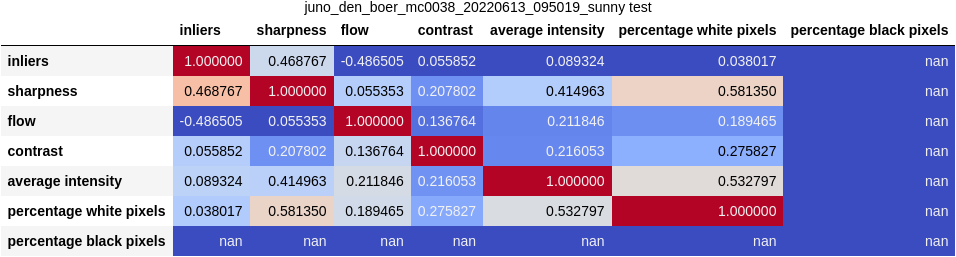 juno_den_boer_mc0038_20220613_095019_sunny test
inliers sharpness flow contrast average intensity percentage white pixels percentage black pixels
inliers 1.000000 0.468767 -0.486505 0.055852 0.089324 0.038017 nan
sharpness 0.468767 1.000000 0.055353 0.207802 0.414963 0.581350 nan
flow -0.486505 0.055353 1.000000 0.136764 0.211846 0.189465 nan
contrast 0.055852 0.207802 0.136764 1.000000 0.216053 0.275827 nan
average intensity 0.089324 0.414963 0.211846 0.216053 1.000000 0.532797 nan
percentage white pixels 0.038017 0.581350 0.189465 0.275827 0.532797 1.000000 nan
percentage black pixels nan nan nan nan nan nan nan